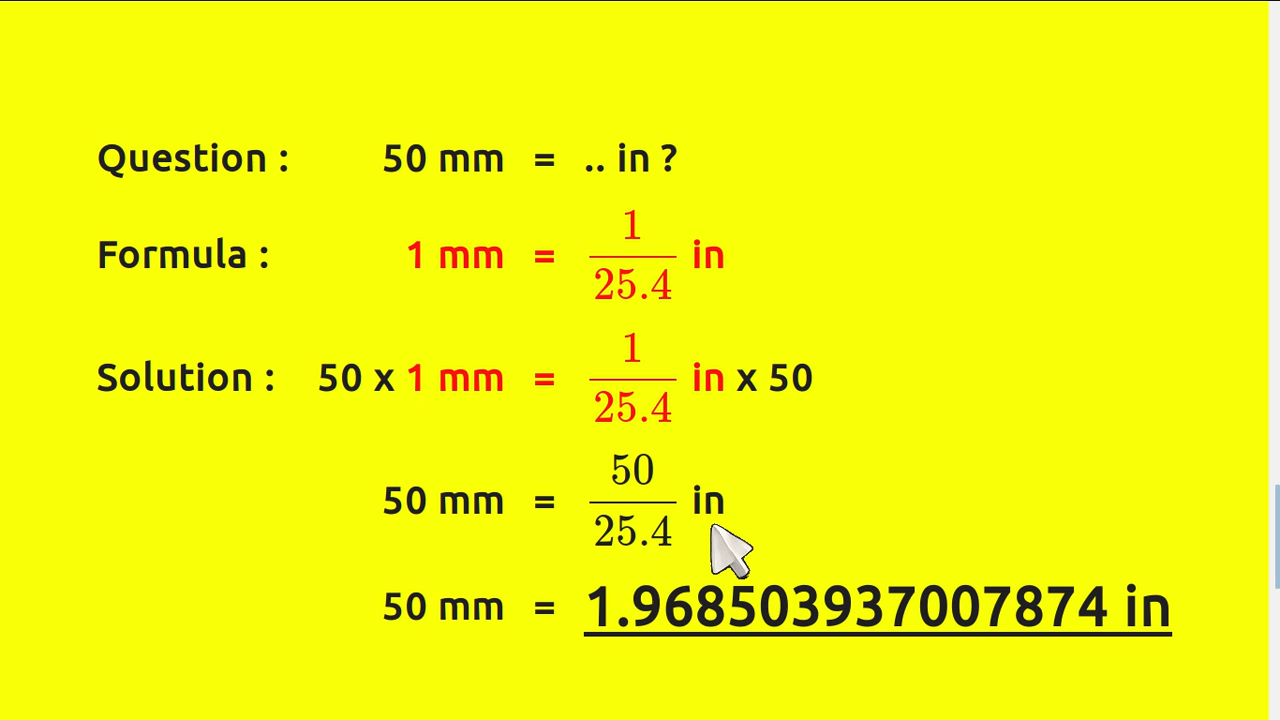 Question : 50 mm = .. in ?
Formula : 1 mm = 1/25.4 in
Solution : 50 x 1 mm = 1/25.4 in x 50
50 mm = 50/25.4 in
50 mm = 1.968503937007874 in